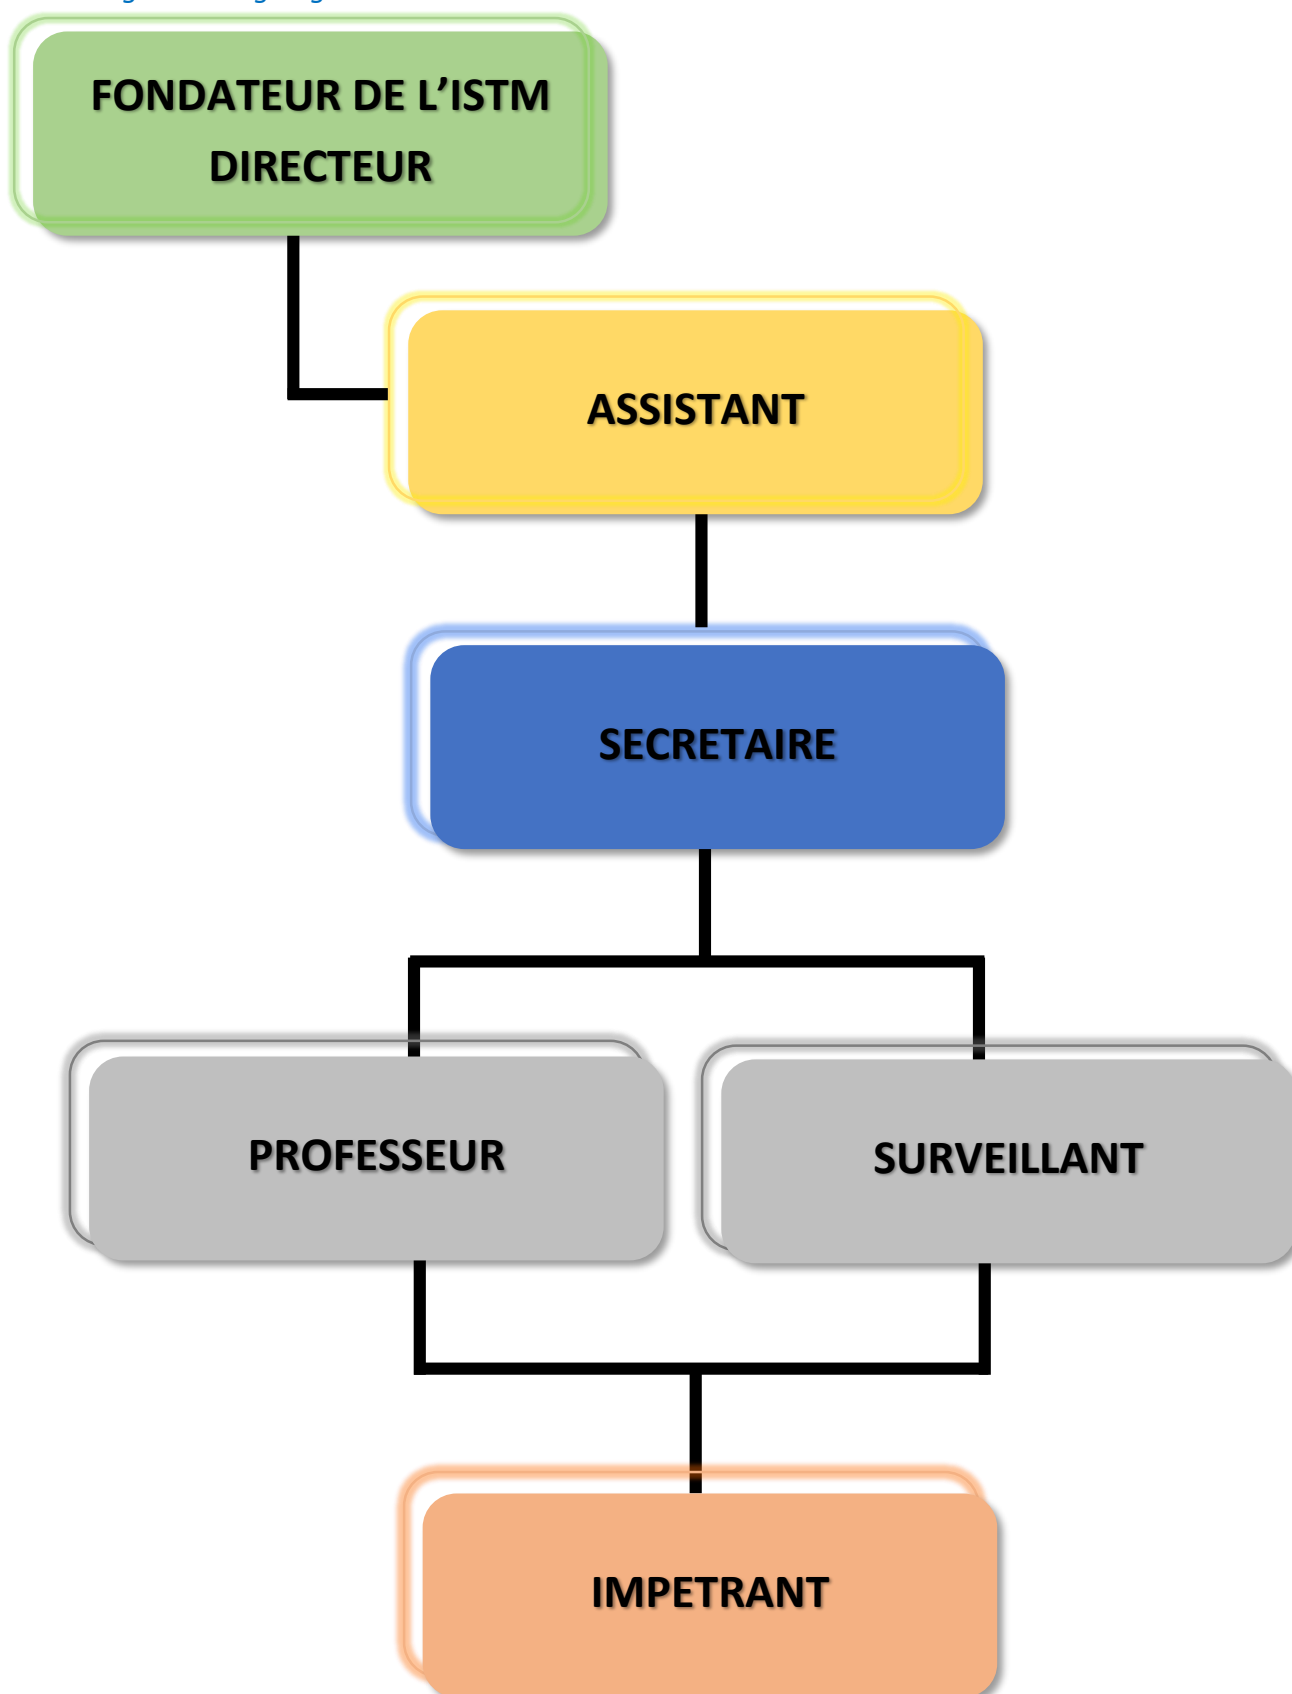 FONDATEUR DE L’ISTM
DIRECTEUR
ASSISTANT
SECRETAIRE
PROFESSEUR
SURVEILLANT
IMPETRANT